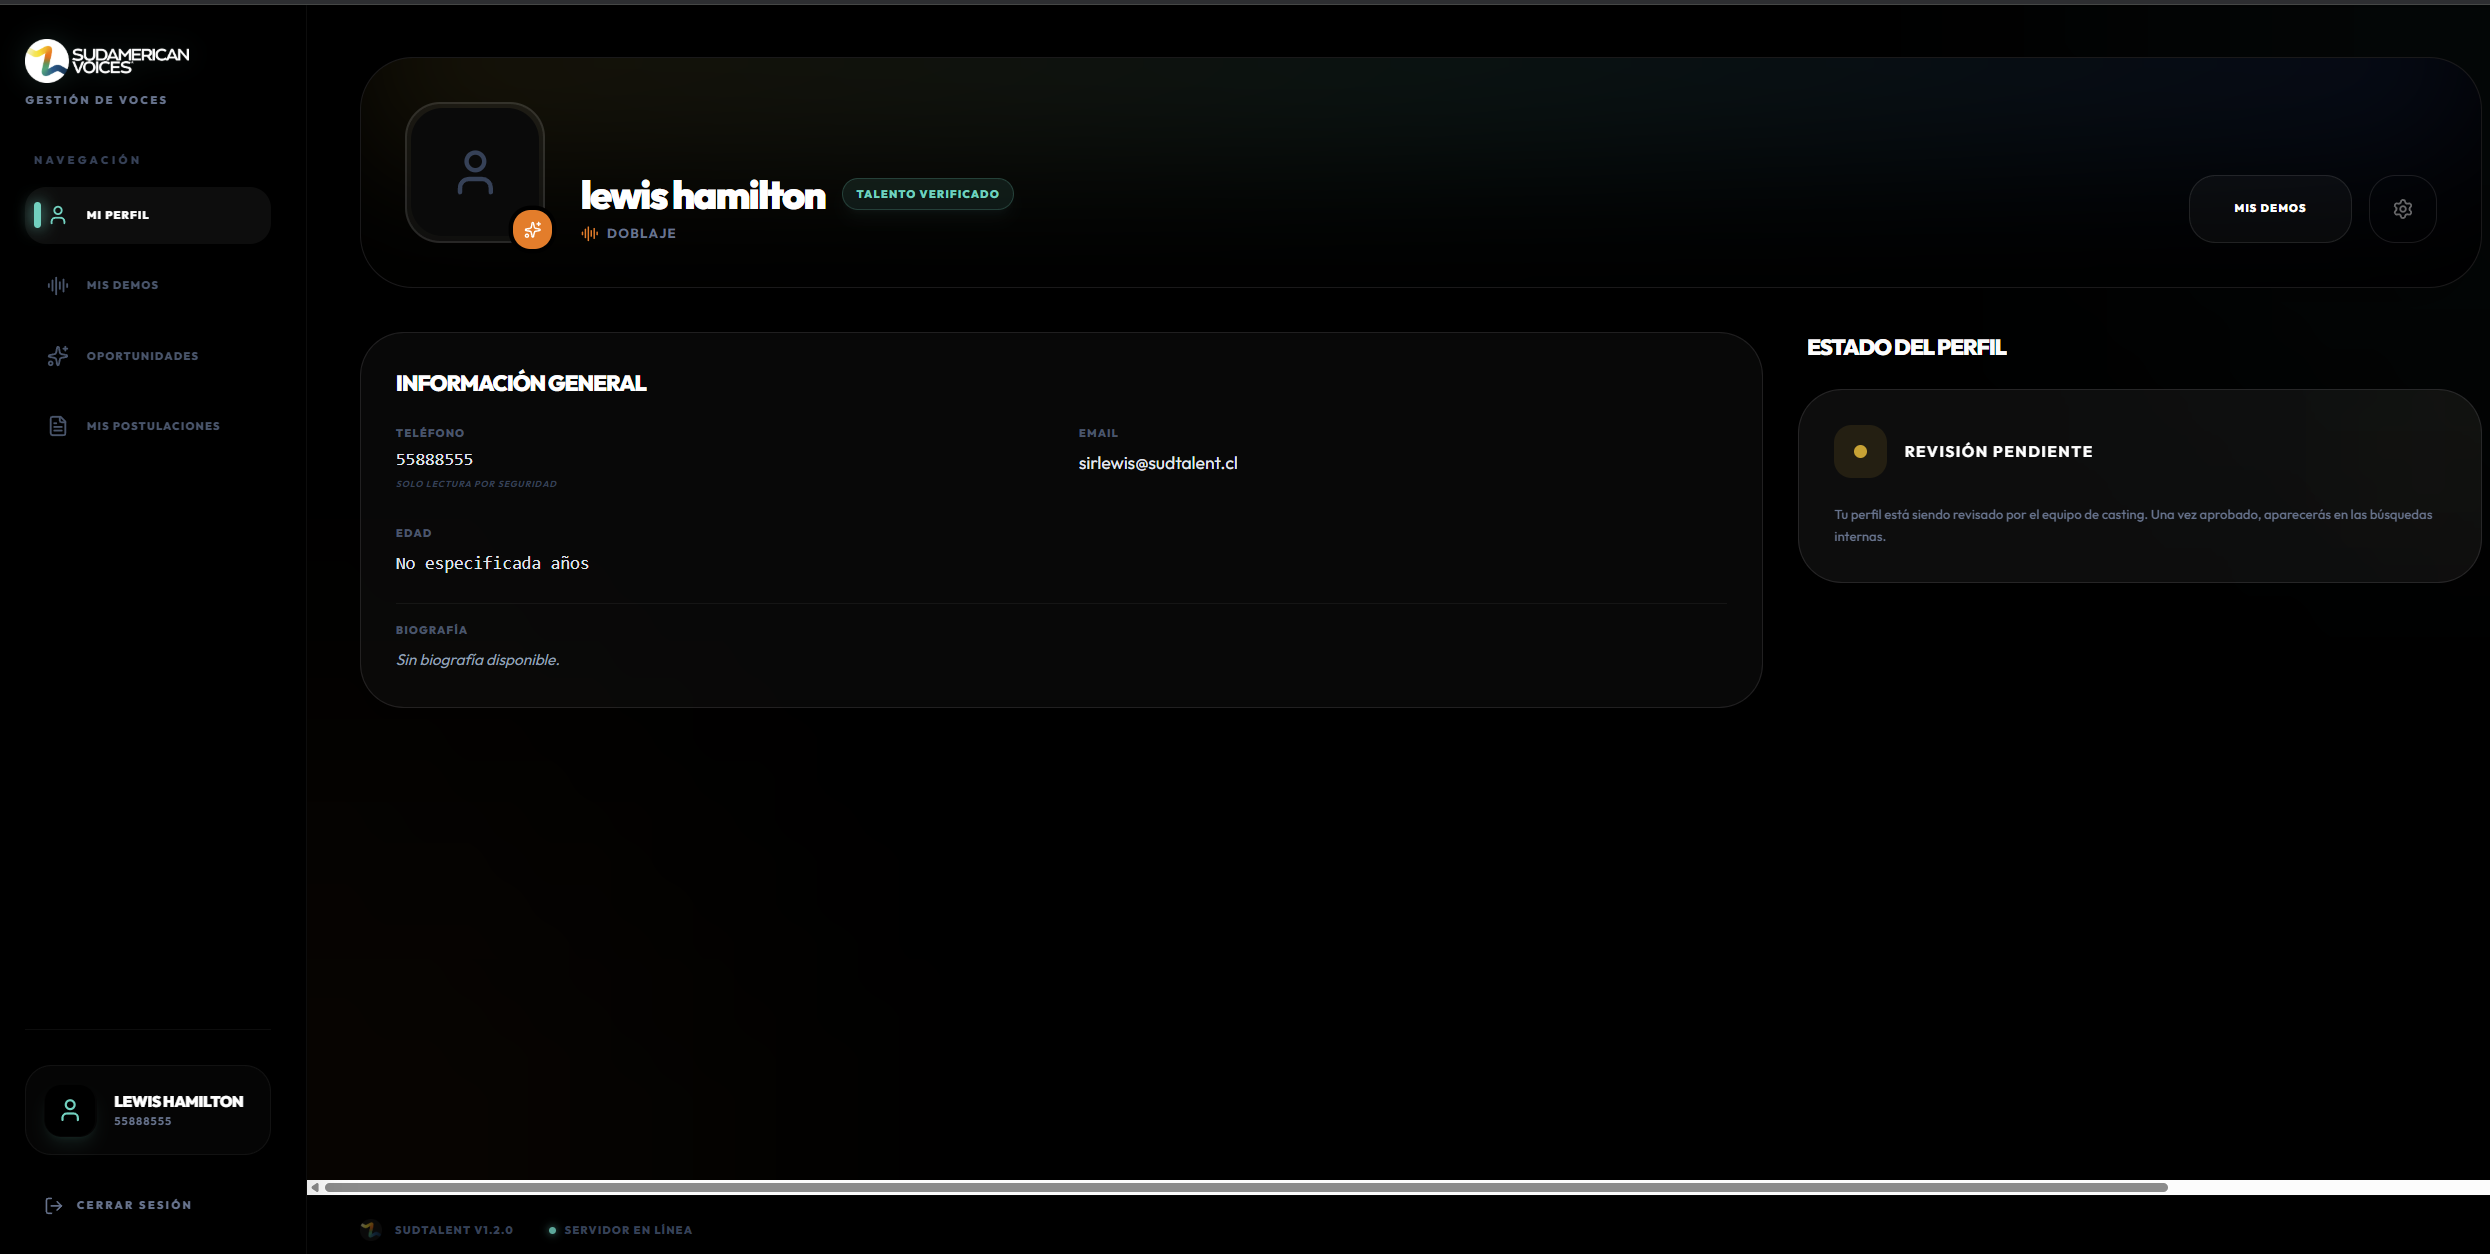 SUDAMERICAN
VOICES
GESTIÓN DE VOCES
NAVEGACIÓN
MI PERFIL
MIS DEMOS
OPORTUNIDADES
MIS POSTULACIONES
LEWIS HAMILTON
55888555
CERRAR SESIÓN
lewis hamilton
TALENTO VERIFICADO
DOBLAJE
MIS DEMOS
INFORMACIÓN GENERAL
TELÉFONO
55888555
SOLO LECTURA POR SEGURIDAD
EMAIL
sirlewis@sudtalent.cl
EDAD
No especificada años
BIOGRAFÍA
Sin biografía disponible.
ESTADO DEL PERFIL
REVISIÓN PENDIENTE
Tu perfil está siendo revisado por el equipo de casting. Una vez aprobado, aparecerás en las búsquedas
internas.
SUDTALENT V1.2.0
SERVIDOR EN LÍNEA